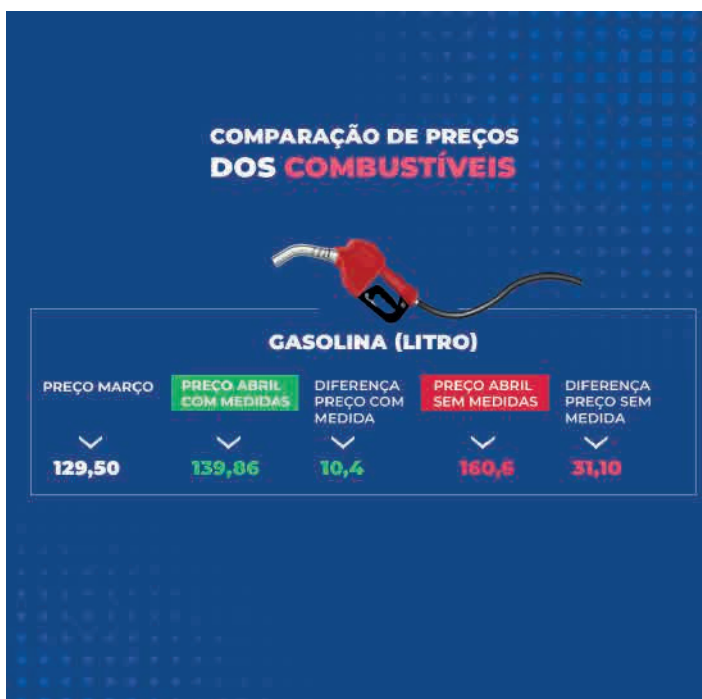 COMPARAÇÃO DE PREÇOS
DOS COMBUSTÍVEIS
GASOLINA (LITRO)
PREÇO MARÇO
129,50
PREÇO ABRIL
COM MEDIDAS
139,86
DIFERENÇA
PREÇO COM
MEDIDA
10,4
PREÇO ABRIL
SEM MEDIDAS
160,6
DIFERENÇA
PREÇO SEM
MEDIDA
31,10